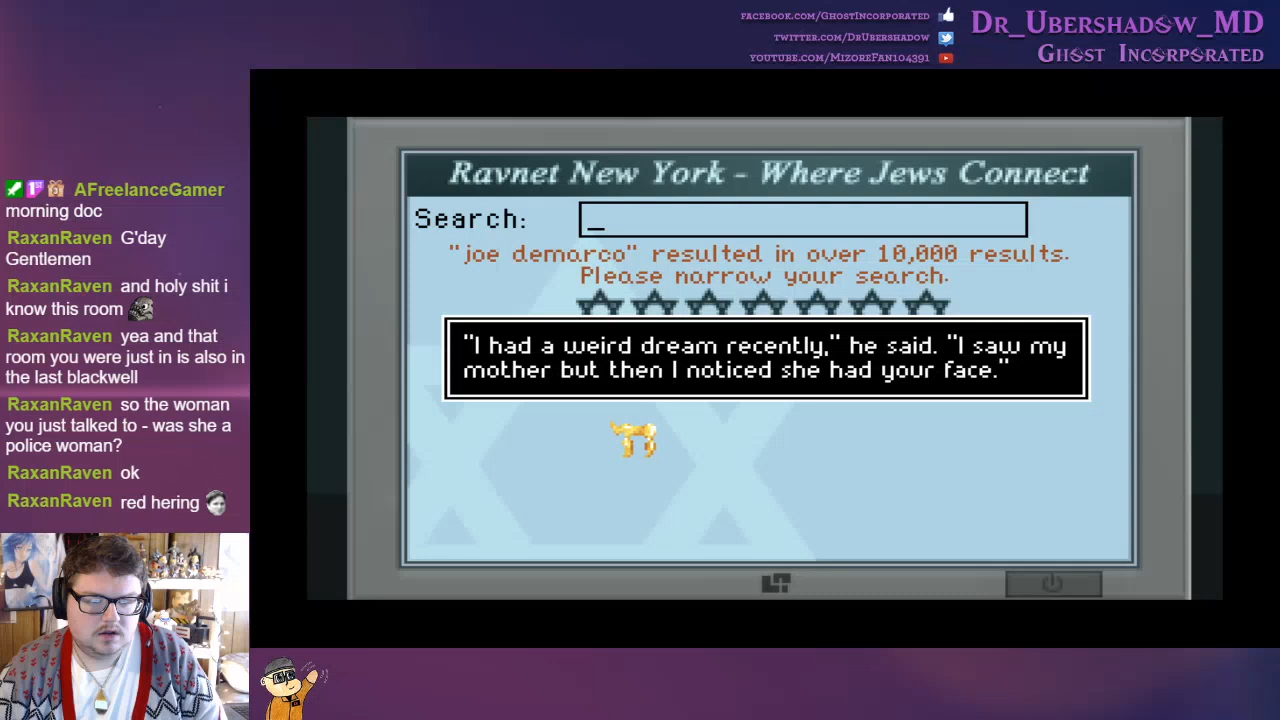 FACEBOOK.COM/GHOSTINCORPORATED
TWITTER.COM/DRUBERSHADOW
YOUTUBE.COM/MIZOREFAN104391
DR_UBERSHADOW_MD
GHOST INCORPORATED
AFreelanceGamer
morning doc
RaxanRaven G'day
Gentlemen
RaxanRaven and holy shit i
know this room
RaxanRaven yea and that
room you were just in is also in
the last blackwell
RaxanRaven so the woman
you just talked to - was she a
police woman?
RaxanRaven ok
RaxanRaven red hering
Ravnet New York - Where Jews Connect
Search: _
"joe demarco" resulted in over 10,000 results.
Please narrow your search.
"I had a weird dream recently," he said. "I saw my
mother but then I noticed she had your face."
חי